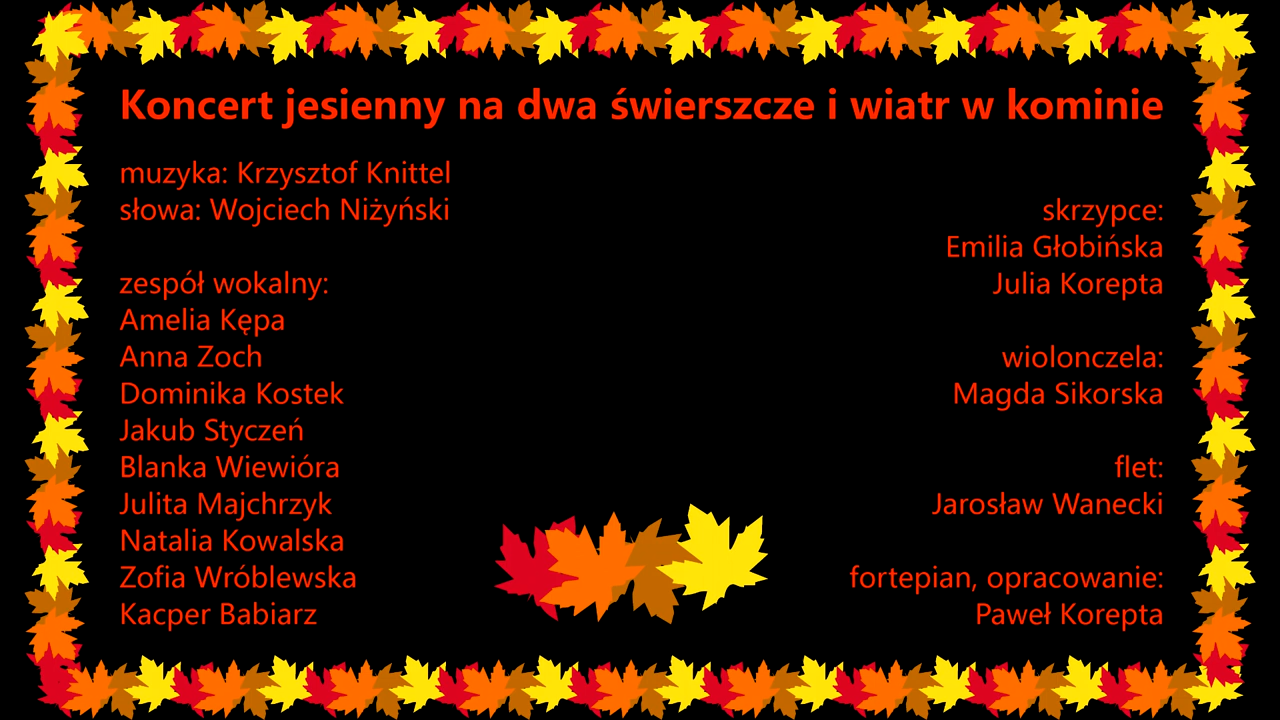 Koncert jesienny na dwa świerszcze i wiatr w kominie
muzyka: Krzysztof Knittel
słowa: Wojciech Niżyński
zespół wokalny:
Amelia Kępa
Anna Zoch
Dominika Kostek
Jakub Styczeń
Blanka Wiewióra
Julita Majchrzyk
Natalia Kowalska
Zofia Wróblewska
Kacper Babiarz
skrzypce:
Emilia Głobińska
Julia Korepta
wiolonczela:
Magda Sikorska
flet:
Jarosław Wanecki
fortepian, opracowanie:
Paweł Korepta